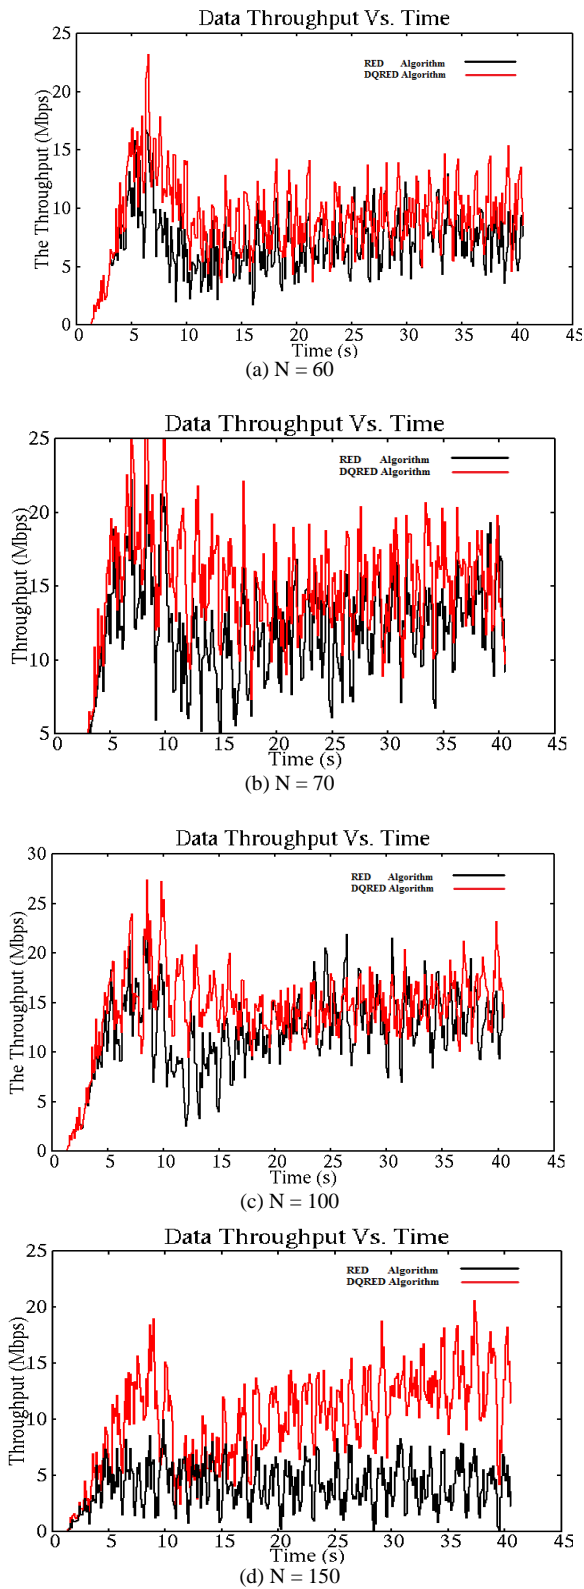 Data Throughput Vs. Time
The Throughput (Mbps)
25
20
15
10
5
0
RED Algorithm
DQRED Algorithm
0 5 10 15 20 25 30 35 40 45
Time (s)
(a) N = 60
Data Throughput Vs. Time
Throughput (Mbps)
25
20
15
10
5
RED Algorithm
DQRED Algorithm
0 5 10 15 20 25 30 35 40 45
Time (s)
(b) N = 70
Data Throughput Vs. Time
The Throughput (Mbps)
30
25
20
15
10
5
0
RED Algorithm
DQRED Algorithm
0 5 10 15 20 25 30 35 40 45
Time (s)
(c) N = 100
Data Throughput Vs. Time
Throughput (Mbps)
25
20
15
10
5
0
RED Algorithm
DQRED Algorithm
0 5 10 15 20 25 30 35 40 45
Time (s)
(d) N = 150